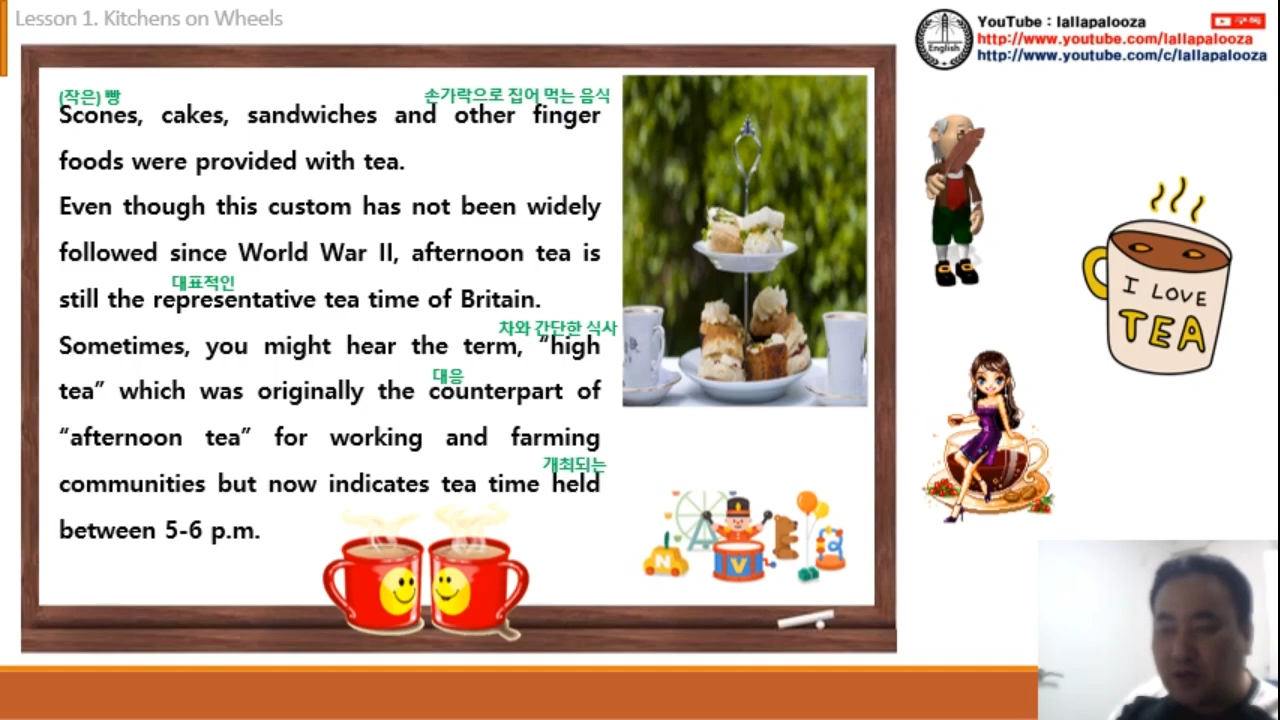 Lesson 1. Kitchens on Wheels
YouTube : lallapalooza
구독
http://www.youtube.com/lallapalooza
http://www.youtube.com/c/lallapalooza
English
(작은) 빵
손가락으로 집어 먹는 음식
Scones, cakes, sandwiches and other finger
foods were provided with tea.
Even though this custom has not been widely
followed since World War II, afternoon tea is
대표적인
still the representative tea time of Britain.
차와 간단한 식사
Sometimes, you might hear the term, “high
대응
tea” which was originally the counterpart of
“afternoon tea” for working and farming
개최되는
communities but now indicates tea time held
between 5-6 p.m.
I LOVE
TEA
N
A
V
E
R